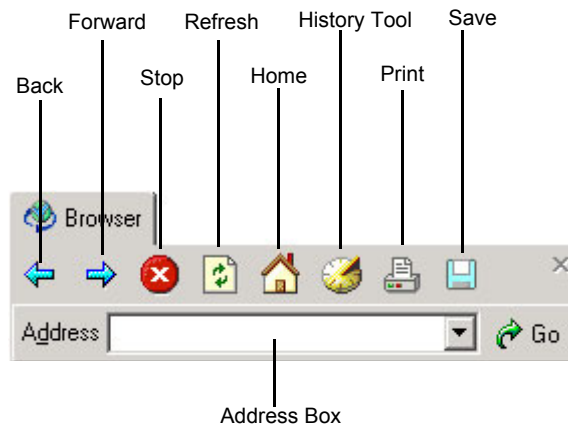 Forward Refresh History Tool Save
Back Stop Home Print
Browser
Address Go
Address Box